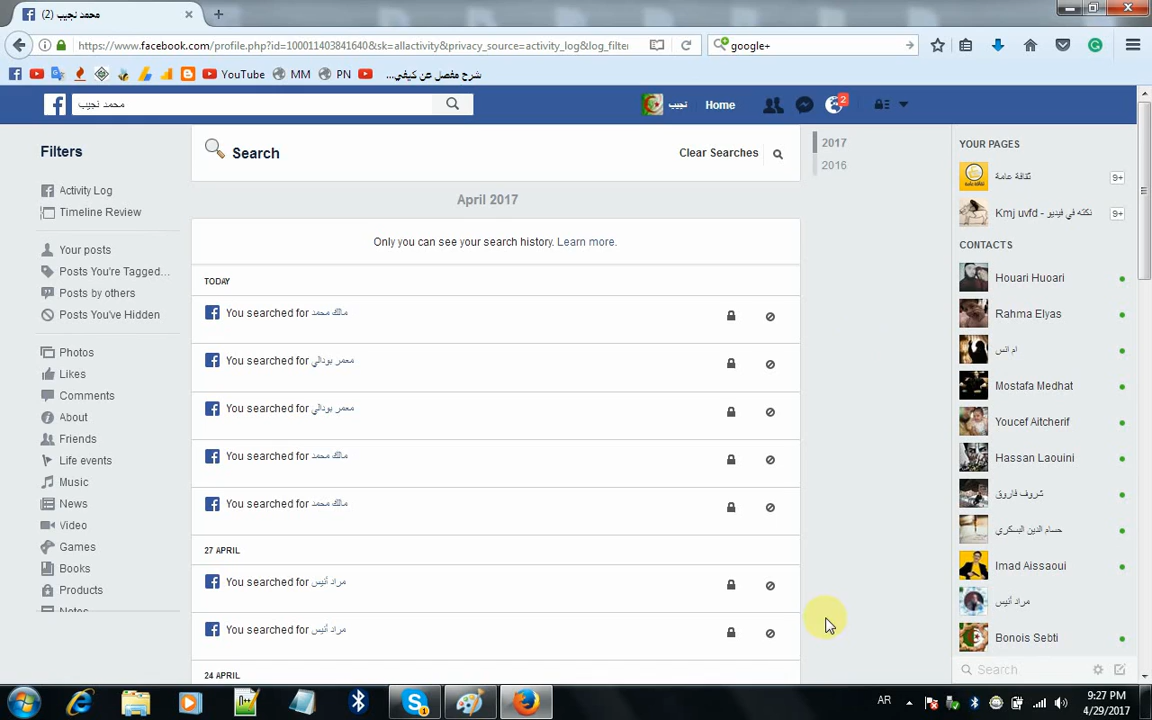 محمد نجيب (2)
https://www.facebook.com/profile.php?id=100011403841640&sk=allactivity&privacy_source=activity_log&log_filter
google+
YouTube
MM
PN
شرح مفصل عن كيفي...
محمد نجيب
نجيب
Home
2
Filters
Activity Log
Timeline Review
Your posts
Posts You're Tagged...
Posts by others
Posts You've Hidden
Photos
Likes
Comments
About
Friends
Life events
Music
News
Video
Games
Books
Products
Notes
Search
Clear Searches
April 2017
Only you can see your search history. Learn more.
TODAY
You searched for مالك محمد
You searched for معمر بودالي
You searched for معمر بودالي
You searched for مالك محمد
You searched for مالك محمد
27 APRIL
You searched for مراد أنيس
You searched for مراد أنيس
24 APRIL
2017
2016
YOUR PAGES
ثقافة عامة
9+
Kmj uvfd - نكته في فيديو
9+
CONTACTS
Houari Huoari
Rahma Elyas
ام انس
Mostafa Medhat
Youcef Aitcherif
Hassan Laouini
شروف فاروق
حسام الدين البسكري
Imad Aissaoui
مراد أنيس
Bonois Sebti
Search
AR
9:27 PM
4/29/2017